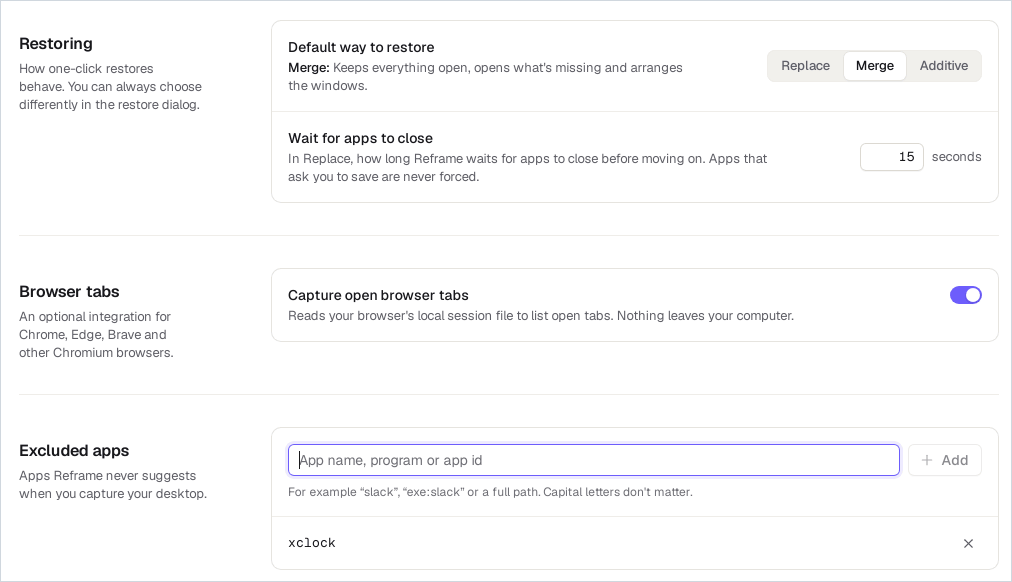 Restoring
How one-click restores
behave. You can always choose
differently in the restore dialog.
Default way to restore
Merge: Keeps everything open, opens what's missing and arranges
the windows.
Replace
Merge
Additive
Wait for apps to close
In Replace, how long Reframe waits for apps to close before moving on. Apps that
ask you to save are never forced.
15 seconds
Browser tabs
An optional integration for
Chrome, Edge, Brave and
other Chromium browsers.
Capture open browser tabs
Reads your browser's local session file to list open tabs. Nothing leaves your computer.
Excluded apps
Apps Reframe never suggests
when you capture your desktop.
App name, program or app id
+ Add
For example “slack”, “exe:slack” or a full path. Capital letters don't matter.
xclock